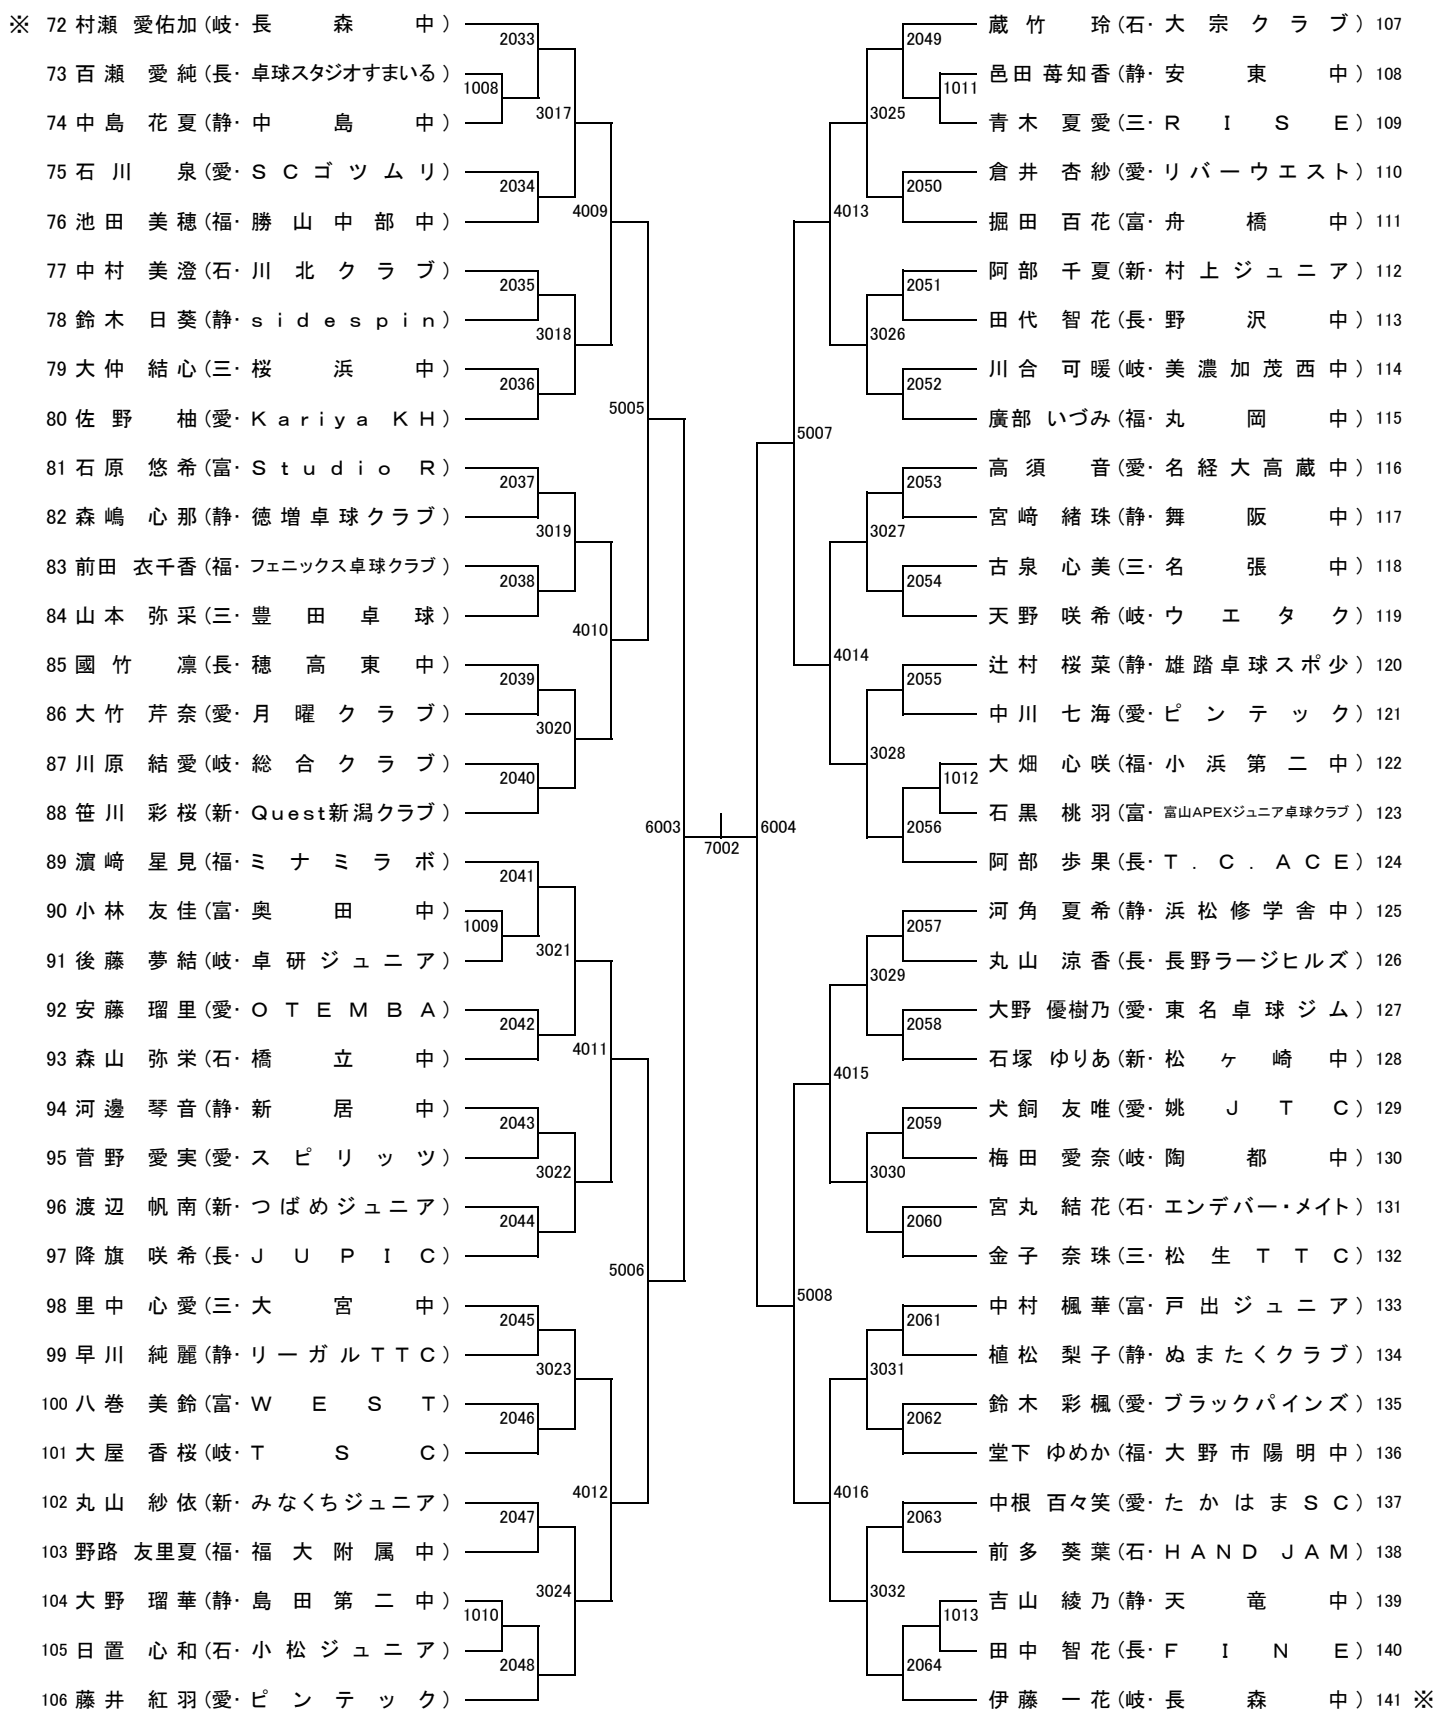 ※ 72 村瀬 愛佑加 (岐・長森中)
2033
73 百瀬 愛純 (長・卓球スタジオすまいる)
1008
74 中島 花夏 (静・中島中)
3017
75 石川 泉 (愛・ＳＣゴツムリ)
2034
76 池田 美穂 (福・勝山中部中)
4009
77 中村 美澄 (石・川北クラブ)
2035
78 鈴木 日葵 (静・ｓｉｄｅｓｐｉｎ)
3018
79 大仲 結心 (三・桜浜中)
2036
80 佐野 柚 (愛・Ｋａｒｉｙａ ＫＨ)
5005
81 石原 悠希 (富・Ｓｔｕｄｉｏ Ｒ)
2037
82 森嶋 心那 (静・徳増卓球クラブ)
3019
83 前田 衣千香 (福・フェニックス卓球クラブ)
2038
84 山本 弥采 (三・豊田卓球)
4010
85 國竹 凛 (長・穂高東中)
2039
86 大竹 芹奈 (愛・月曜クラブ)
3020
87 川原 結愛 (岐・総合クラブ)
2040
88 笹川 彩桜 (新・Quest新潟クラブ)
6003
89 濵﨑 星見 (福・ミナミラボ)
2041
90 小林 友佳 (富・奥田中)
1009
91 後藤 夢結 (岐・卓研ジュニア)
3021
92 安藤 瑠里 (愛・ＯＴＥＭＢＡ)
2042
93 森山 弥栄 (石・橋立中)
4011
94 河邊 琴音 (静・新居中)
2043
95 菅野 愛実 (愛・スピリッツ)
3022
96 渡辺 帆南 (新・つばめジュニア)
2044
97 降旗 咲希 (長・ＪＵＰＩＣ)
5006
98 里中 心愛 (三・大宮中)
2045
99 早川 純麗 (静・リーガルＴＴＣ)
3023
100 八巻 美鈴 (富・ＷＥＳＴ)
2046
101 大屋 香桜 (岐・ＴＳＣ)
4012
102 丸山 紗依 (新・みなくちジュニア)
2047
103 野路 友里夏 (福・福大附属中)
3024
104 大野 瑠華 (静・島田第二中)
1010
105 日置 心和 (石・小松ジュニア)
2048
106 藤井 紅羽 (愛・ピンテック)
7002
蔵竹 玲 (石・大宗クラブ) 107
2049
邑田 苺知香 (静・安東中) 108
1011
青木 夏愛 (三・ＲＩＳＥ) 109
3025
倉井 杏紗 (愛・リバーウエスト) 110
2050
掘田 百花 (富・舟橋中) 111
4013
阿部 千夏 (新・村上ジュニア) 112
2051
田代 智花 (長・野沢中) 113
3026
川合 可暖 (岐・美濃加茂西中) 114
2052
廣部 いづみ (福・丸岡中) 115
5007
高須 音 (愛・名経大高蔵中) 116
2053
宮﨑 緒珠 (静・舞阪中) 117
3027
古泉 心美 (三・名張中) 118
2054
天野 咲希 (岐・ウエタク) 119
4014
辻村 桜菜 (静・雄踏卓球スポ少) 120
2055
中川 七海 (愛・ピンテック) 121
3028
大畑 心咲 (福・小浜第二中) 122
1012
石黒 桃羽 (富・富山APEXジュニア卓球クラブ) 123
2056
6004
阿部 歩果 (長・Ｔ．Ｃ．ＡＣＥ) 124
河角 夏希 (静・浜松修学舎中) 125
2057
丸山 涼香 (長・長野ラージヒルズ) 126
3029
大野 優樹乃 (愛・東名卓球ジム) 127
2058
石塚 ゆりあ (新・松ヶ崎中) 128
4015
犬飼 友唯 (愛・姚ＪＴＣ) 129
2059
梅田 愛奈 (岐・陶都中) 130
3030
宮丸 結花 (石・エンデバー・メイト) 131
2060
金子 奈珠 (三・松生ＴＴＣ) 132
5008
中村 楓華 (富・戸出ジュニア) 133
2061
植松 梨子 (静・ぬまたくクラブ) 134
3031
鈴木 彩楓 (愛・ブラックパインズ) 135
2062
堂下 ゆめか (福・大野市陽明中) 136
4016
中根 百々笑 (愛・たかはまＳＣ) 137
2063
前多 葵葉 (石・ＨＡＮＤ ＪＡＭ) 138
3032
吉山 綾乃 (静・天竜中) 139
1013
田中 智花 (長・ＦＩＮＥ) 140
2064
伊藤 一花 (岐・長森中) 141 ※